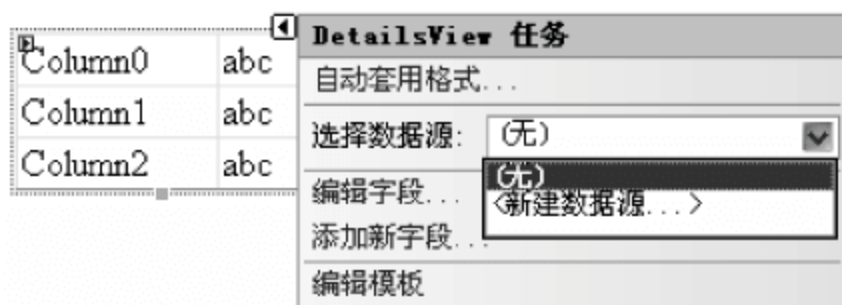 Column0 abc
Column1 abc
Column2 abc
DetailsView 任务
自动套用格式...
选择数据源: (无)
(无)
<新建数据源...>
编辑字段...
添加新字段...
编辑模板